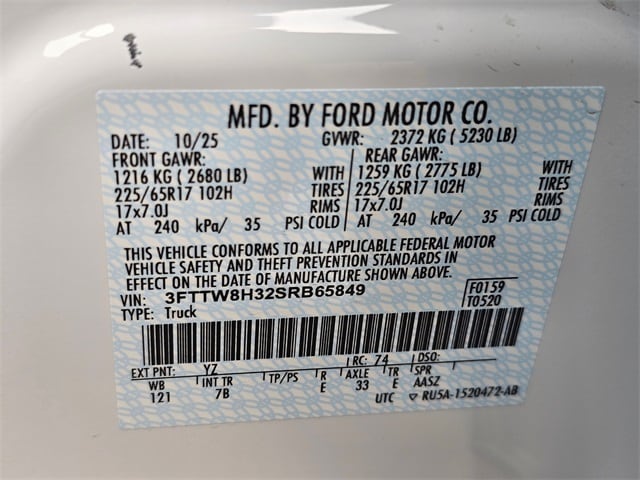 MFD. BY FORD MOTOR CO.
DATE: 10/25 GVWR: 2372 KG ( 5230 LB)
FRONT GAWR: REAR GAWR:
1216 KG ( 2680 LB) WITH 1259 KG ( 2775 LB) WITH
225/65R17 102H TIRES 225/65R17 102H TIRES
17x7.0J RIMS 17x7.0J RIMS
AT 240 kPa/ 35 PSI COLD AT 240 kPa/ 35 PSI COLD
THIS VEHICLE CONFORMS TO ALL APPLICABLE FEDERAL MOTOR
VEHICLE SAFETY AND THEFT PREVENTION STANDARDS IN
EFFECT ON THE DATE OF MANUFACTURE SHOWN ABOVE.
VIN: 3FTTW8H32SRB65849 F0159
TYPE: Truck T0520
EXT PNT: YZ RC: 74 DSO:
WB INT TR TP/PS R AXLE TR SPR
121 7B E 33 E AASZ
UTC ▽ RU5A-1520472-AB